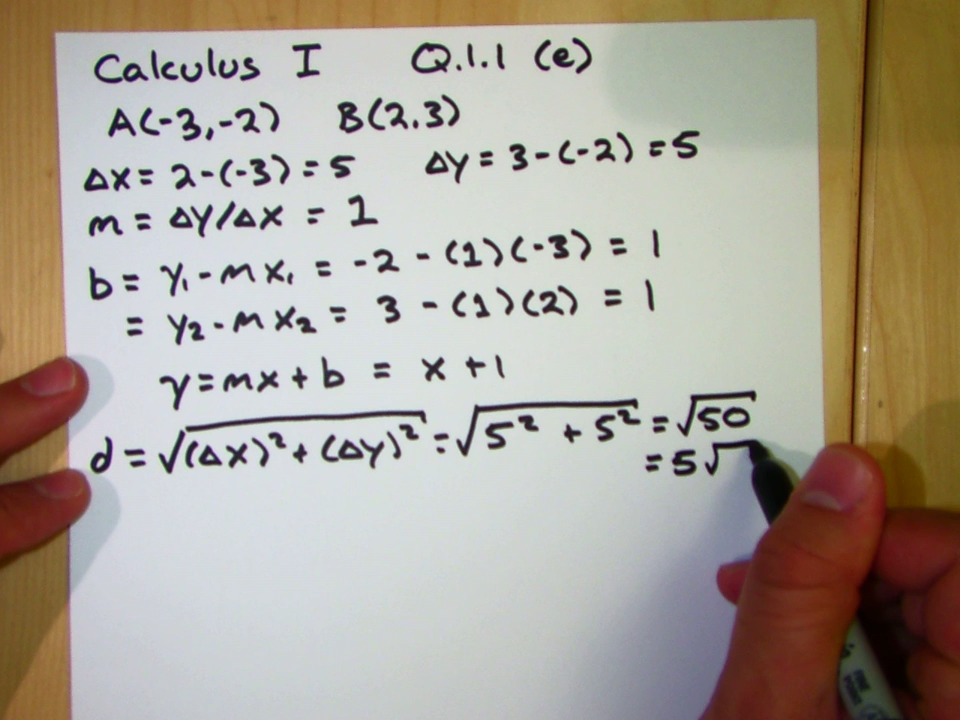 Calculus I Q.1.1 (e)
A(-3,-2) B(2.3)
Δx = 2-(-3) = 5 Δy = 3-(-2) = 5
m = Δy/Δx = 1
b = y₁-mx₁ = -2 - (1)(-3) = 1
= y₂-mx₂ = 3 - (1)(2) = 1
y=mx+b = x+1
d = √(Δx)²+(Δy)² = √5² + 5² = √50
= 5√
FINE
POINT